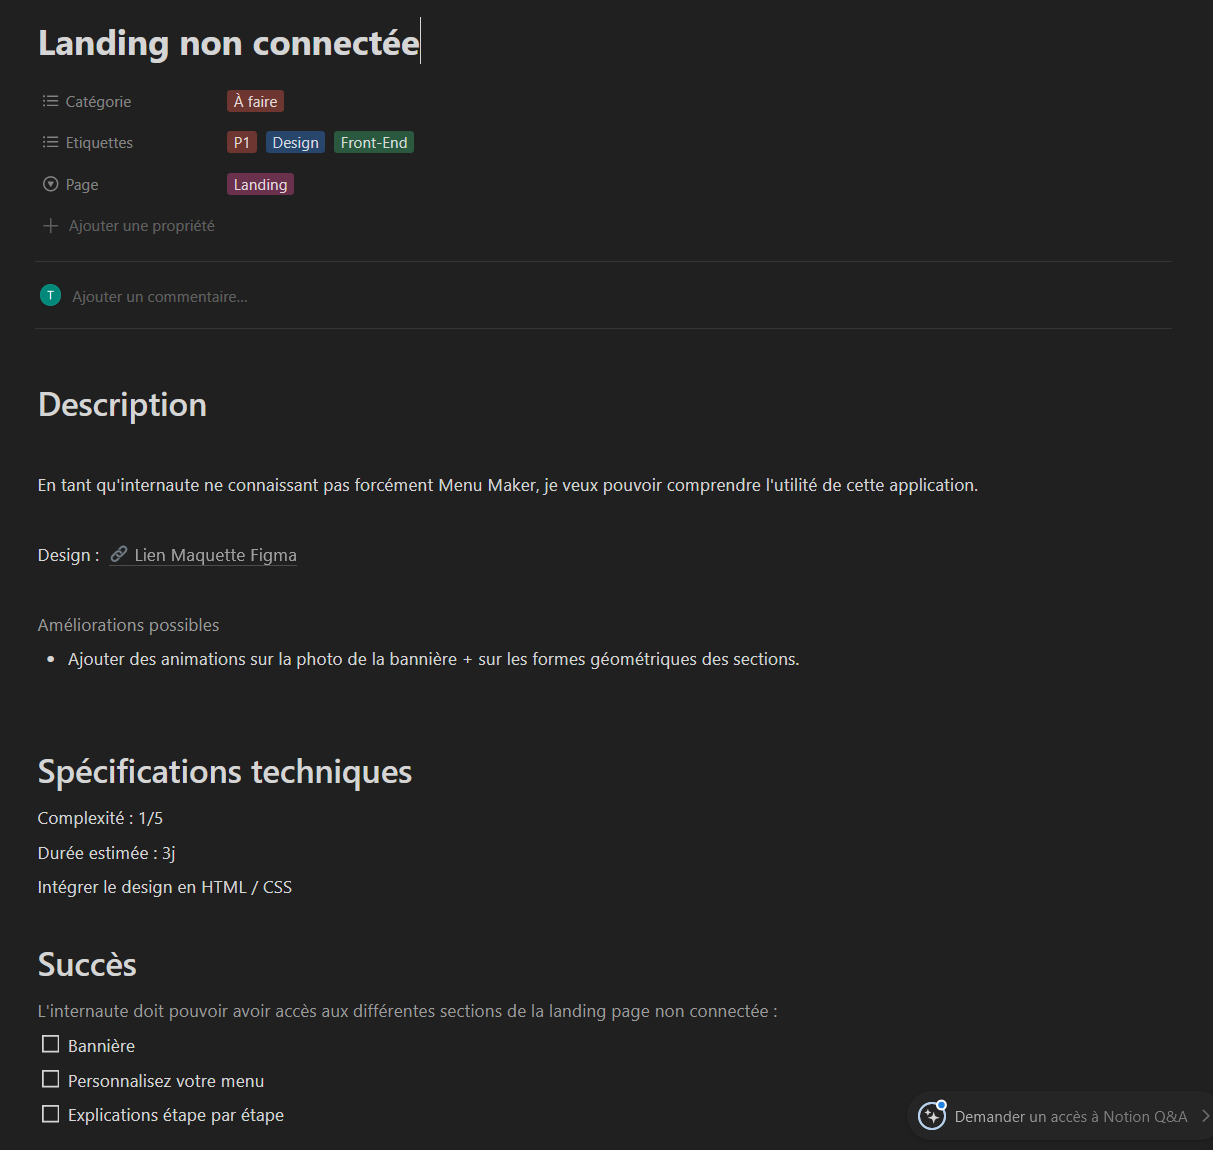 Landing non connectée
Catégorie À faire
Etiquettes P1 Design Front-End
Page Landing
Ajouter une propriété
T Ajouter un commentaire...
Description
En tant qu'internaute ne connaissant pas forcément Menu Maker, je veux pouvoir comprendre l'utilité de cette application.
Design : Lien Maquette Figma
Améliorations possibles
• Ajouter des animations sur la photo de la bannière + sur les formes géométriques des sections.
Spécifications techniques
Complexité : 1/5
Durée estimée : 3j
Intégrer le design en HTML / CSS
Succès
L'internaute doit pouvoir avoir accès aux différentes sections de la landing page non connectée :
Bannière
Personnalisez votre menu
Explications étape par étape
Demander un accès à Notion Q&A